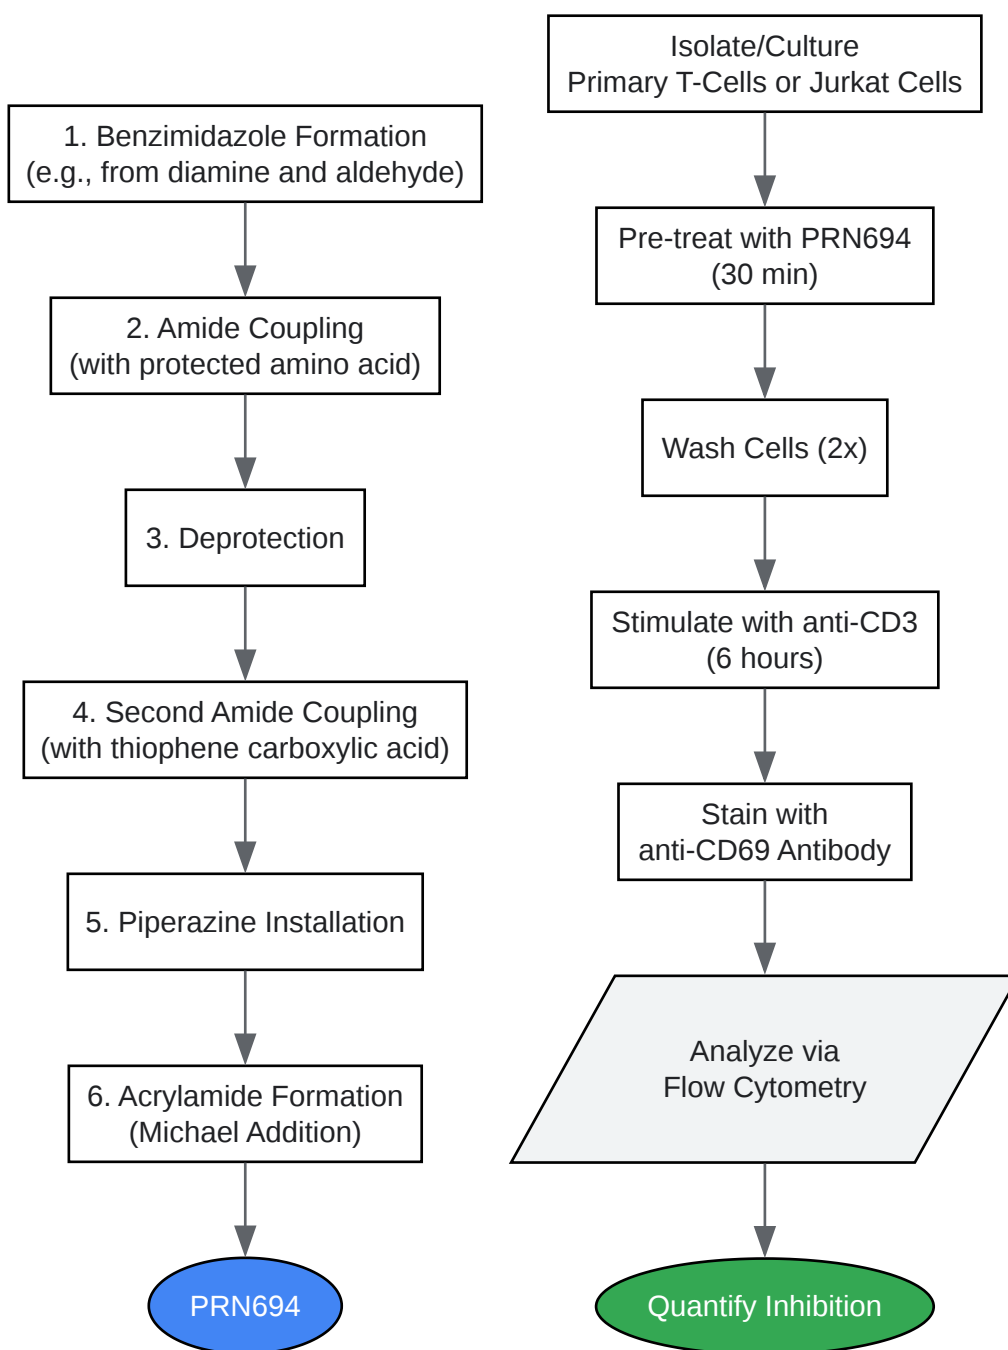 1. Benzimidazole Formation
(e.g., from diamine and aldehyde)
2. Amide Coupling
(with protected amino acid)
3. Deprotection
4. Second Amide Coupling
(with thiophene carboxylic acid)
5. Piperazine Installation
6. Acrylamide Formation
(Michael Addition)
PRN694
Isolate/Culture
Primary T-Cells or Jurkat Cells
Pre-treat with PRN694
(30 min)
Wash Cells (2x)
Stimulate with anti-CD3
(6 hours)
Stain with
anti-CD69 Antibody
Analyze via
Flow Cytometry
Quantify Inhibition